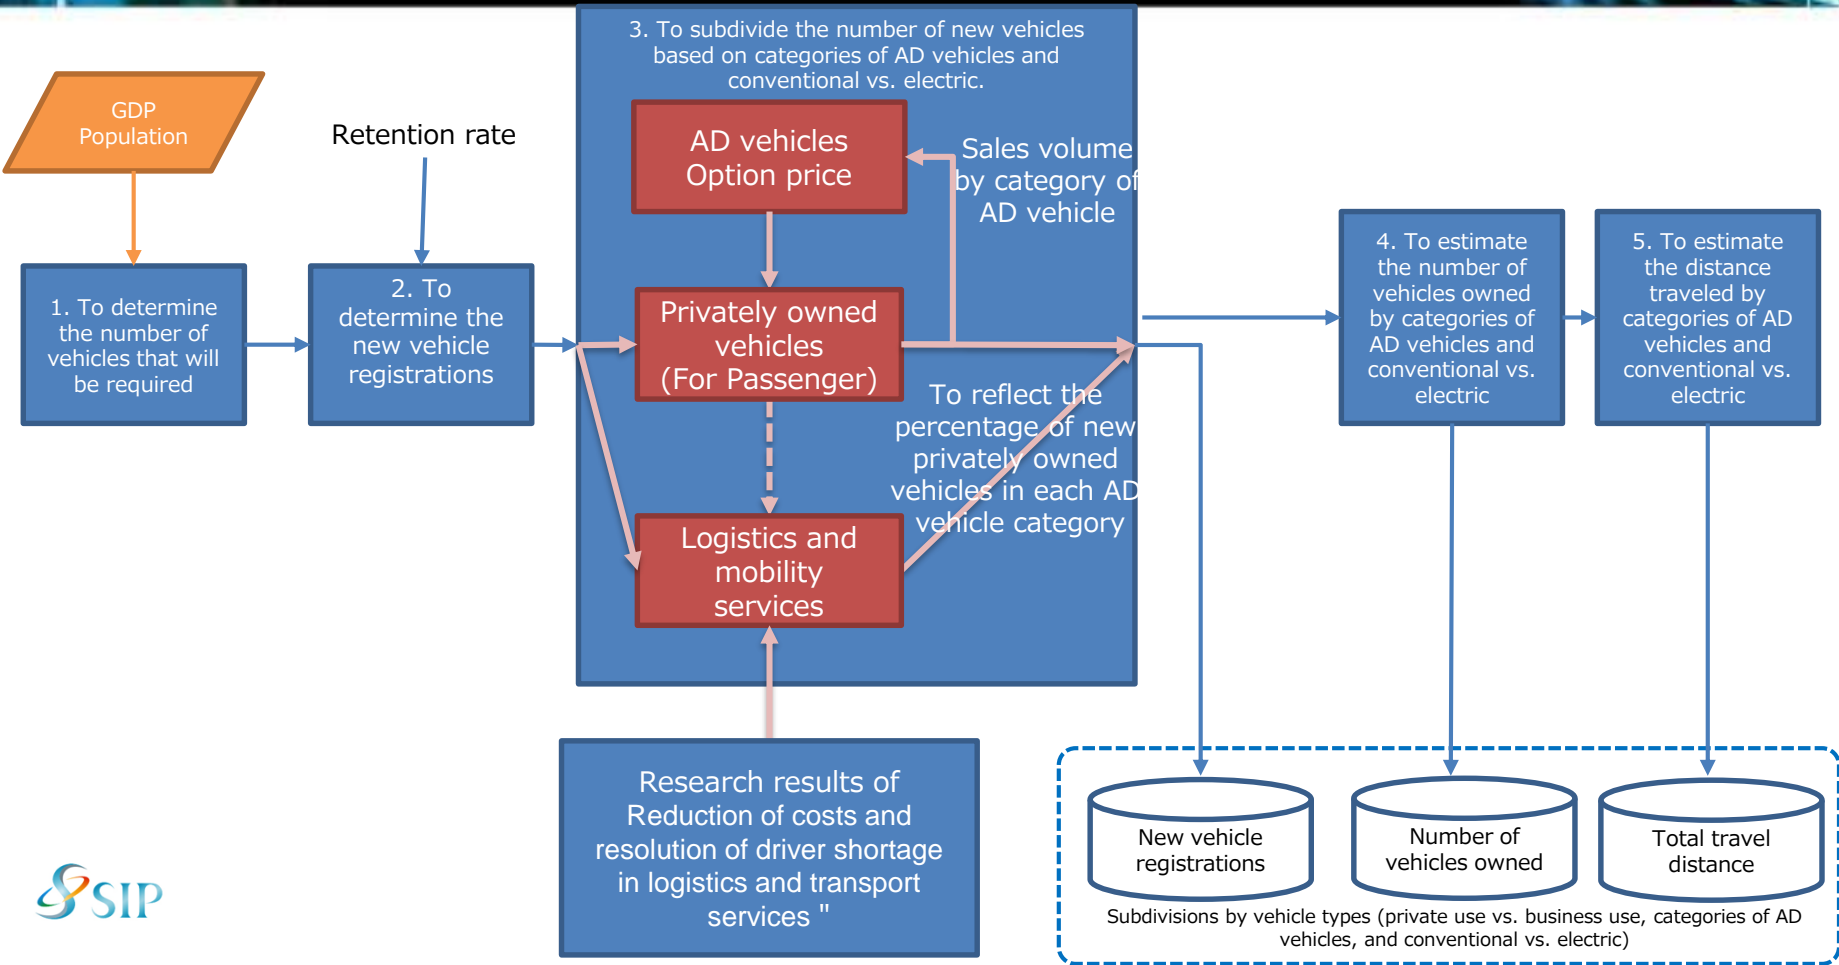 3. To subdivide the number of new vehicles
based on categories of AD vehicles and
conventional vs. electric.
GDP
Population
Retention rate
AD vehicles
Option price
Sales volume
by category of
AD vehicle
1. To determine
the number of
vehicles that will
be required
2. To
determine the
new vehicle
registrations
Privately owned
vehicles
(For Passenger)
To reflect the
percentage of new
privately owned
vehicles in each AD
vehicle category
Logistics and
mobility
services
4. To estimate
the number of
vehicles owned
by categories of
AD vehicles and
conventional vs.
electric
5. To estimate
the distance
traveled by
categories of AD
vehicles and
conventional vs.
electric
Research results of
Reduction of costs and
resolution of driver shortage
in logistics and transport
services "
New vehicle
registrations
Number of
vehicles owned
Total travel
distance
Subdivisions by vehicle types (private use vs. business use, categories of AD
vehicles, and conventional vs. electric)
SIP